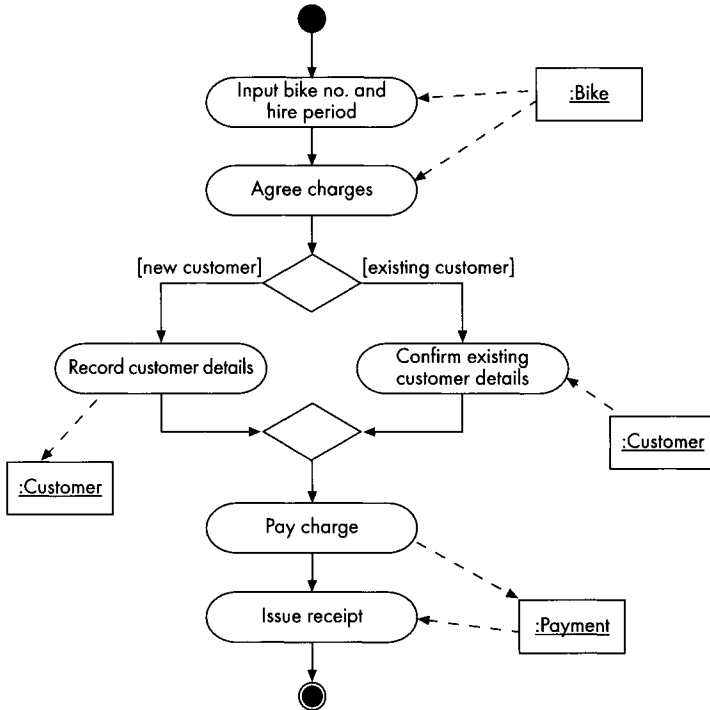 Input bike no. and
hire period
:Bike
Agree charges
[new customer]
[existing customer]
Record customer details
Confirm existing
customer details
:Customer
:Customer
Pay charge
Issue receipt
:Payment